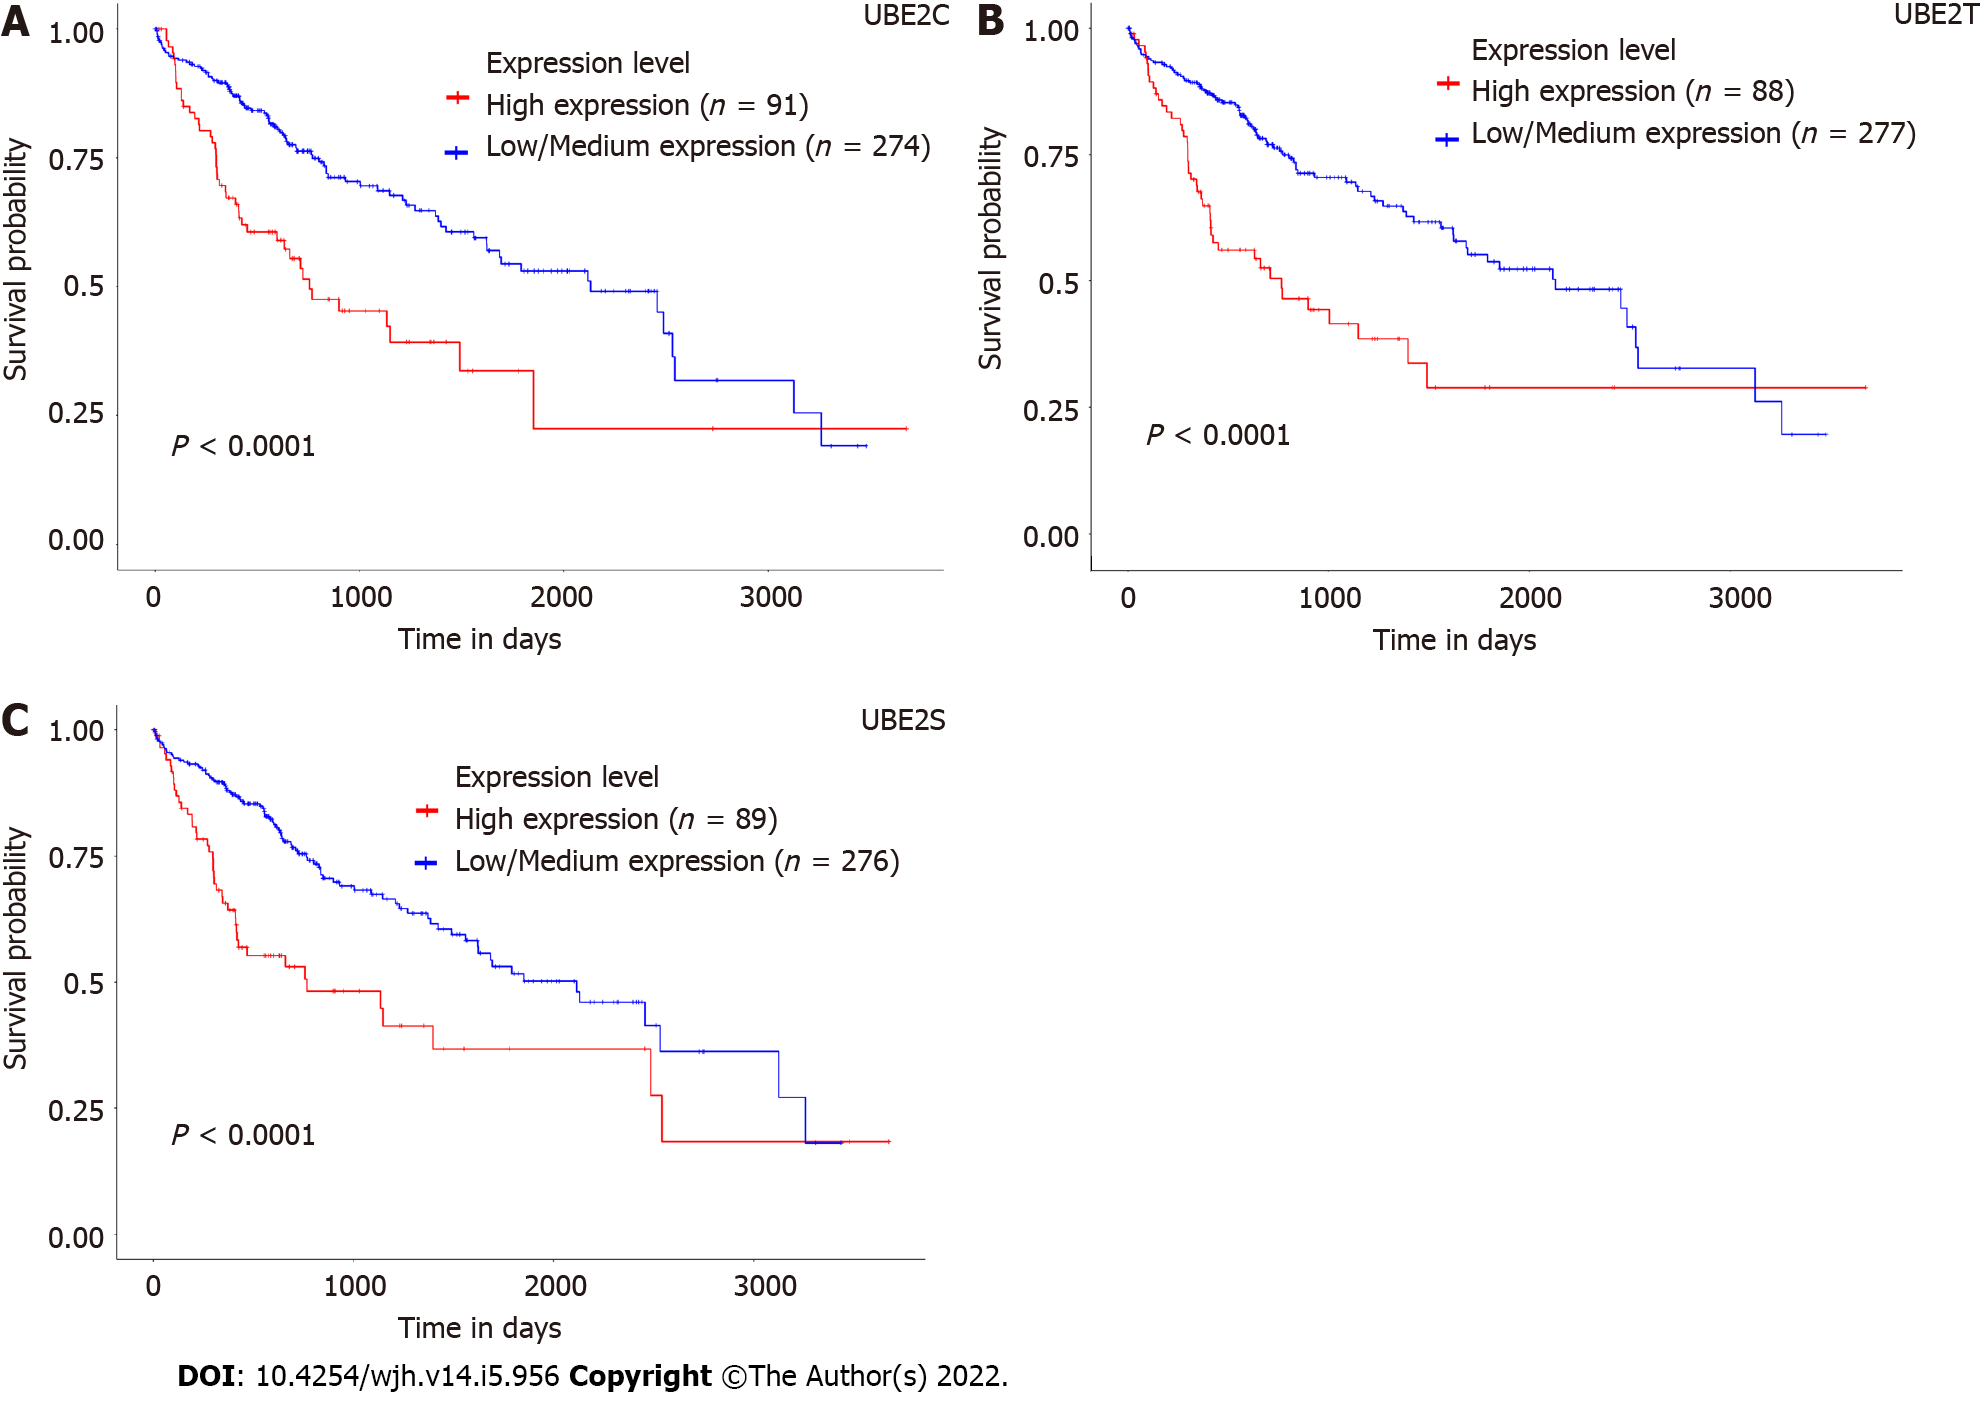 A
UBE2C
1.00
0.75
0.5
0.25
0.00
Survival probability
Expression level
High expression (n = 91)
Low/Medium expression (n = 274)
P < 0.0001
0 1000 2000 3000
Time in days
B
UBE2T
1.00
0.75
0.5
0.25
0.00
Survival probability
Expression level
High expression (n = 88)
Low/Medium expression (n = 277)
P < 0.0001
0 1000 2000 3000
Time in days
C
UBE2S
1.00
0.75
0.5
0.25
0.00
Survival probability
Expression level
High expression (n = 89)
Low/Medium expression (n = 276)
P < 0.0001
0 1000 2000 3000
Time in days
DOI: 10.4254/wjh.v14.i5.956 Copyright ©The Author(s) 2022.